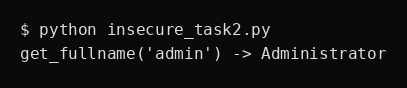 $ python insecure_task2.py
get_fullname('admin') -> Administrator